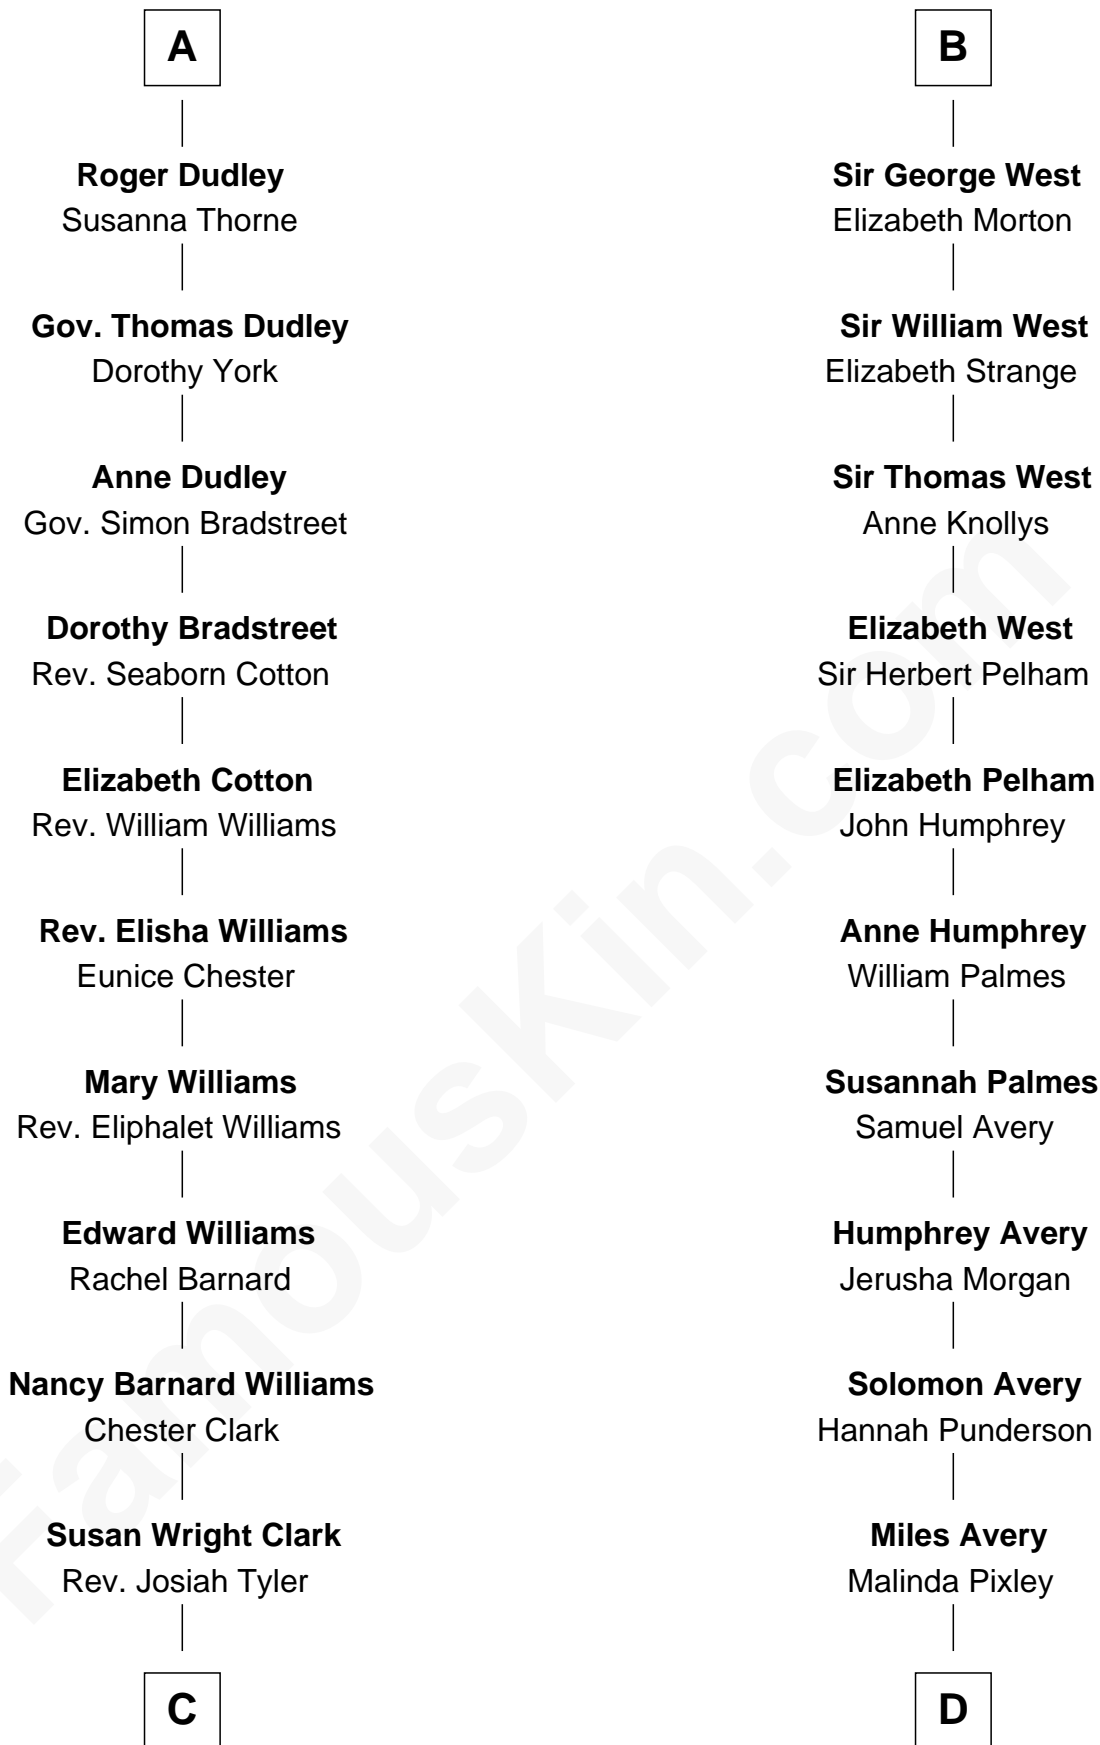 A
Roger Dudley
Susanna Thorne
Gov. Thomas Dudley
Dorothy York
Anne Dudley
Gov. Simon Bradstreet
Dorothy Bradstreet
Rev. Seaborn Cotton
Elizabeth Cotton
Rev. William Williams
Rev. Elisha Williams
Eunice Chester
Mary Williams
Rev. Eliphalet Williams
Edward Williams
Rachel Barnard
Nancy Barnard Williams
Chester Clark
Susan Wright Clark
Rev. Josiah Tyler
C
B
Sir George West
Elizabeth Morton
Sir William West
Elizabeth Strange
Sir Thomas West
Anne Knollys
Elizabeth West
Sir Herbert Pelham
Elizabeth Pelham
John Humphrey
Anne Humphrey
William Palmes
Susannah Palmes
Samuel Avery
Humphrey Avery
Jerusha Morgan
Solomon Avery
Hannah Punderson
Miles Avery
Malinda Pixley
D
FamousKin.com